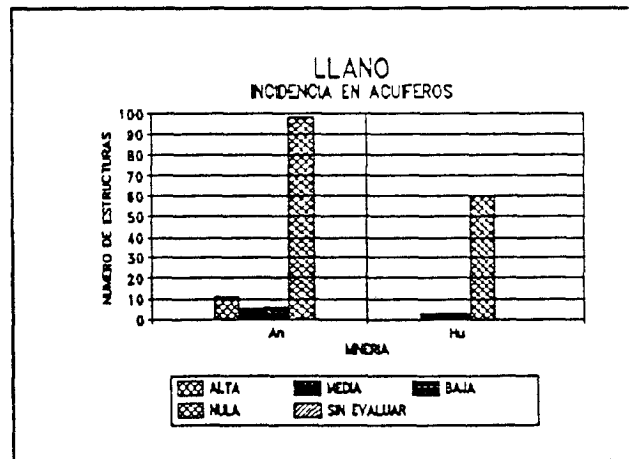 LLANO
INCIDENCIA EN ACUIFEROS
NUMERO DE ESTRUCTURAS
100
90
80
70
60
50
40
30
20
10
0
An
Hu
MINERIA
ALTA
MEDIA
BAJA
NULA
SIN EVALUAR